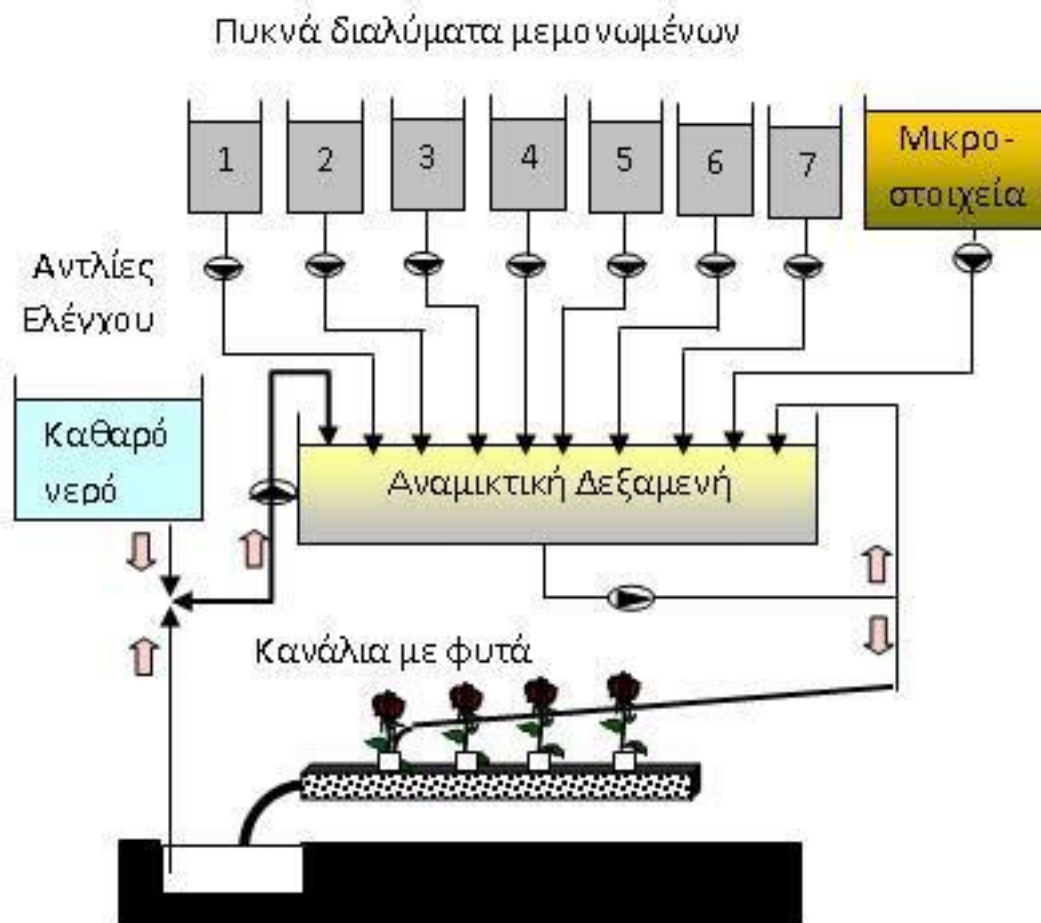 Πυκνά διαλύματα μεμονωμένων
1 2 3 4 5 6 7
Μικρο-
στοιχεία
Αντλίες
Ελέγχου
Καθαρό
νερό
Αναμικτική Δεξαμενή
Κανάλια με φυτά